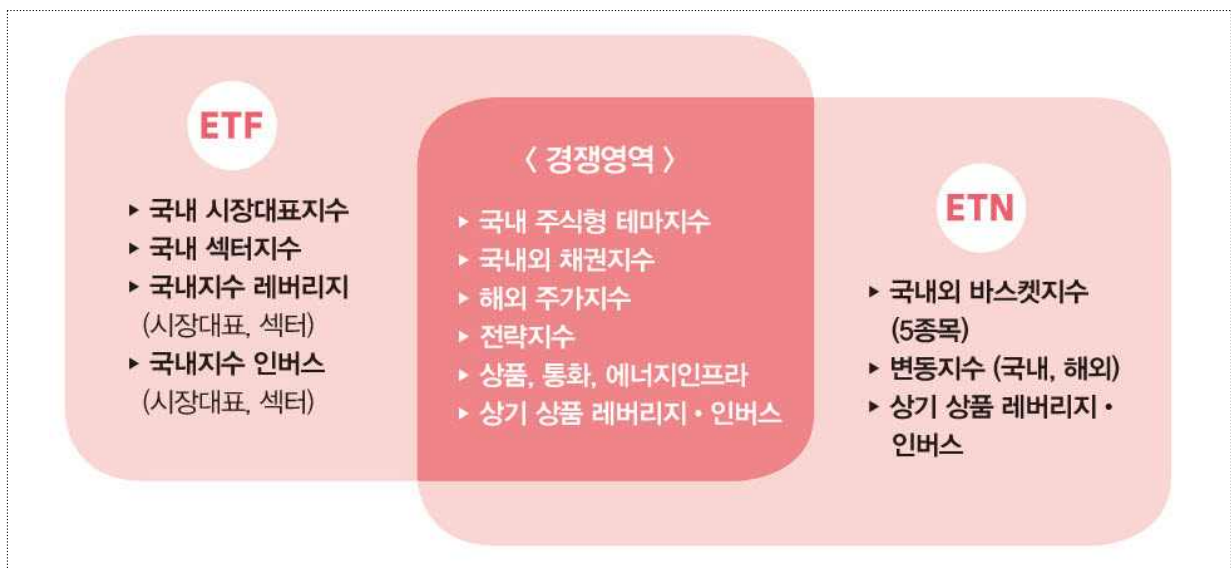 ETF
▸ 국내 시장대표지수
▸ 국내 섹터지수
▸ 국내지수 레버리지
(시장대표, 섹터)
▸ 국내지수 인버스
(시장대표, 섹터)
〈 경쟁영역 〉
▸ 국내 주식형 테마지수
▸ 국내외 채권지수
▸ 해외 주가지수
▸ 전략지수
▸ 상품, 통화, 에너지인프라
▸ 상기 상품 레버리지 • 인버스
ETN
▸ 국내외 바스켓지수
(5종목)
▸ 변동지수 (국내, 해외)
▸ 상기 상품 레버리지 •
인버스